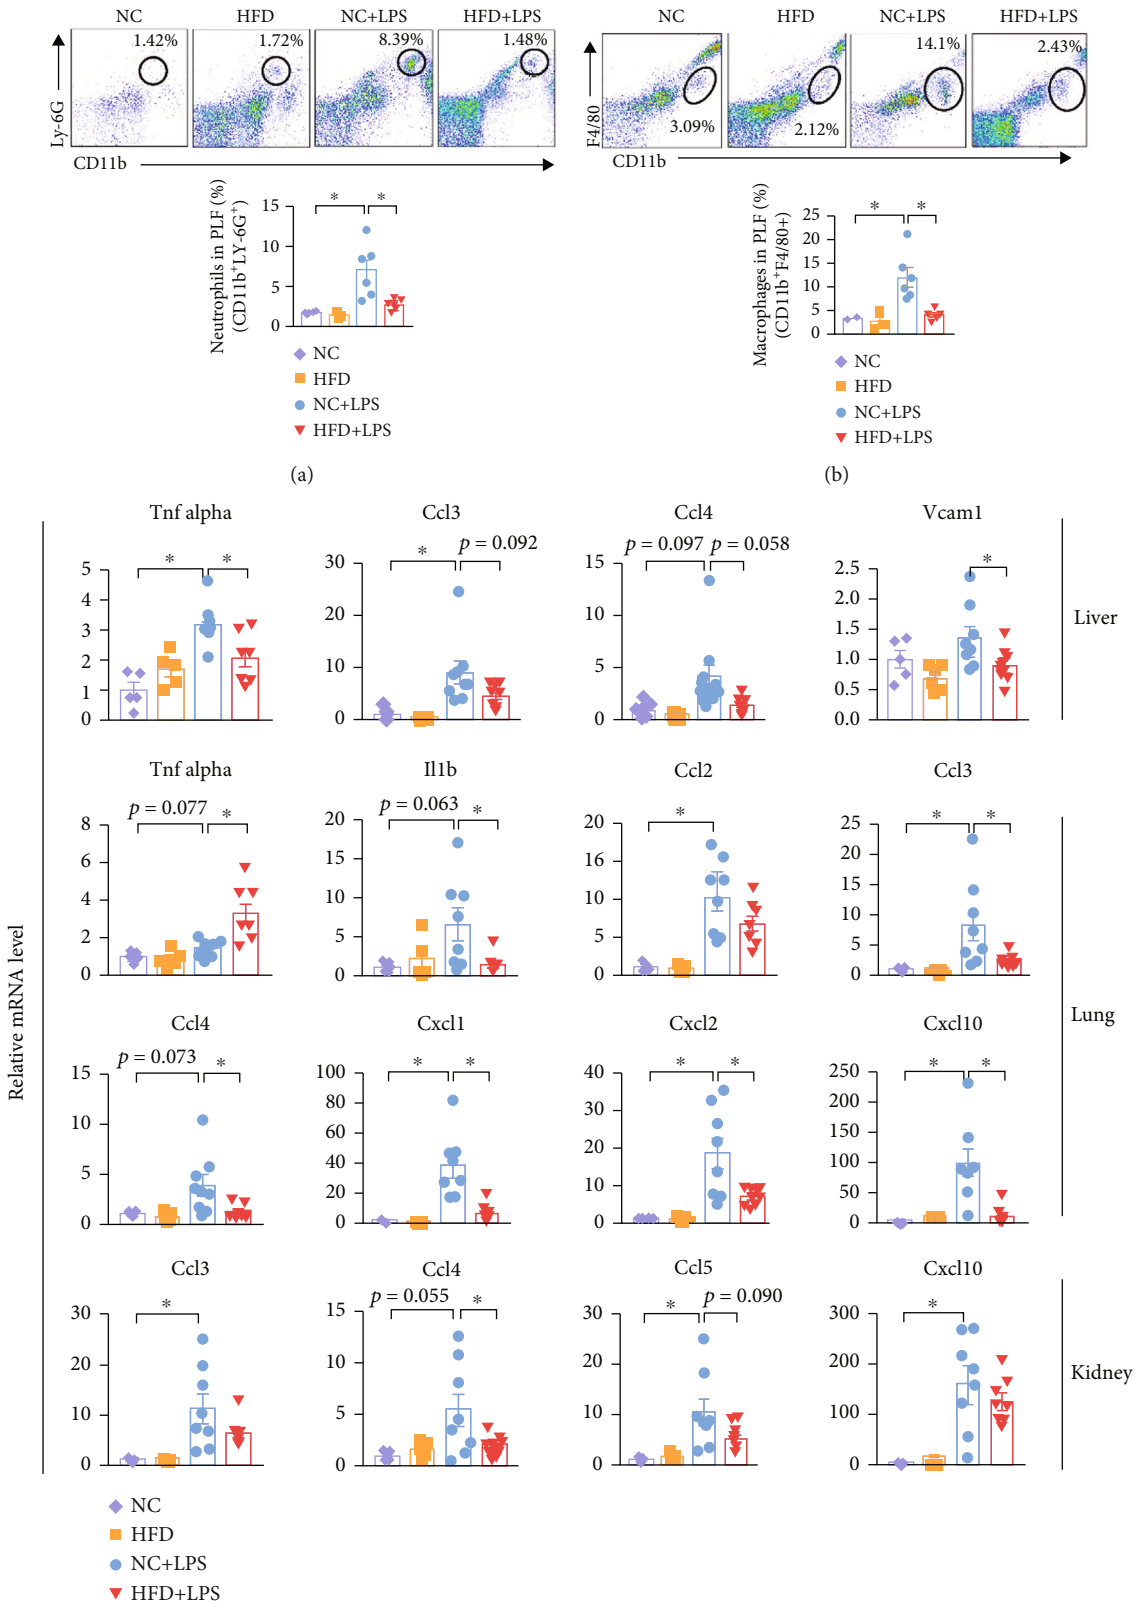 NC HFD NC+LPS HFD+LPS
1.42% 1.72% 8.39% 1.48%
Ly-6G
CD11b
Neutrophils in PLF (%)
(CD11b+LY-6G+)
15
10
5
0
* *
NC
HFD
NC+LPS
HFD+LPS
(a)
NC HFD NC+LPS HFD+LPS
3.09% 2.12% 14.1% 2.43%
F4/80
CD11b
Macrophages in PLF (%)
(CD11b+F4/80+)
25
20
15
10
5
0
* *
NC
HFD
NC+LPS
HFD+LPS
(b)
Relative mRNA level
Tnf alpha
* *
5
4
3
2
1
0
Ccl3
* p = 0.092
30
20
10
0
Ccl4
p = 0.097 p = 0.058
15
10
5
0
Vcam1
*
2.5
2.0
1.5
1.0
0.5
0.0
Liver
Tnf alpha
p = 0.077 *
8
6
4
2
0
Il1b
p = 0.063 *
20
15
10
5
0
Ccl2
*
20
16
10
5
0
Ccl3
* *
25
20
15
10
5
0
Lung
Ccl4
p = 0.073 *
15
10
5
0
Cxcl1
* *
100
80
60
40
20
0
Cxcl2
* *
40
30
20
10
0
Cxcl10
* *
250
200
150
100
50
0
Ccl3
*
30
20
10
0
Ccl4
p = 0.055 *
15
10
5
0
Ccl5
* p = 0.090
30
20
10
0
Cxcl10
*
300
200
100
0
Kidney
NC
HFD
NC+LPS
HFD+LPS